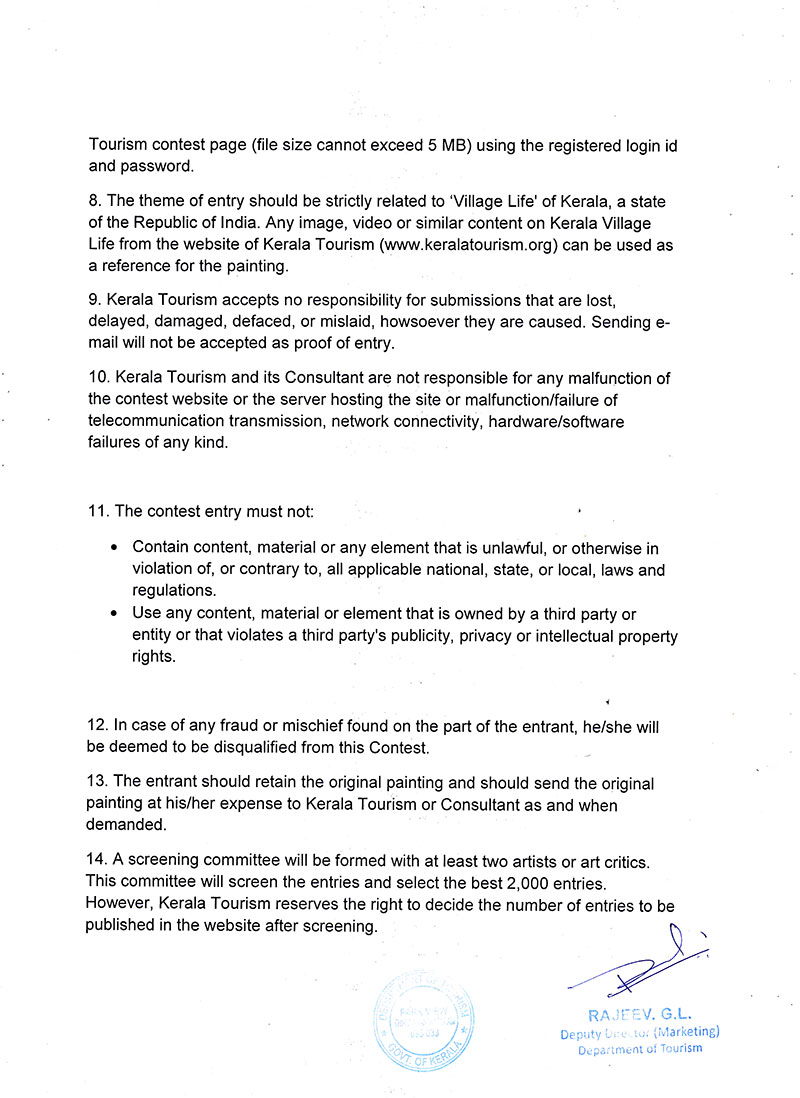 Tourism contest page (file size cannot exceed 5 MB) using the registered login id
and password.
8. The theme of entry should be strictly related to ‘Village Life' of Kerala, a state
of the Republic of India. Any image, video or similar content on Kerala Village
Life from the website of Kerala Tourism (www.keralatourism.org) can be used as
a reference for the painting.
9. Kerala Tourism accepts no responsibility for submissions that are lost,
delayed, damaged, defaced, or mislaid, howsoever they are caused. Sending e-
mail will not be accepted as proof of entry.
10. Kerala Tourism and its Consultant are not responsible for any malfunction of
the contest website or the server hosting the site or malfunction/failure of
telecommunication transmission, network connectivity, hardware/software
failures of any kind.
11. The contest entry must not:
• Contain content, material or any element that is unlawful, or otherwise in
violation of, or contrary to, all applicable national, state, or local, laws and
regulations.
• Use any content, material or element that is owned by a third party or
entity or that violates a third party's publicity, privacy or intellectual property
rights.
12. In case of any fraud or mischief found on the part of the entrant, he/she will
be deemed to be disqualified from this Contest.
13. The entrant should retain the original painting and should send the original
painting at his/her expense to Kerala Tourism or Consultant as and when
demanded.
14. A screening committee will be formed with at least two artists or art critics.
This committee will screen the entries and select the best 2,000 entries.
However, Kerala Tourism reserves the right to decide the number of entries to be
published in the website after screening.
DEPARTMENT OF TOURISM
PARK VIEW
GOVT. OF KERALA
RAJEEV. G.L.
Deputy Director (Marketing)
Department of Tourism